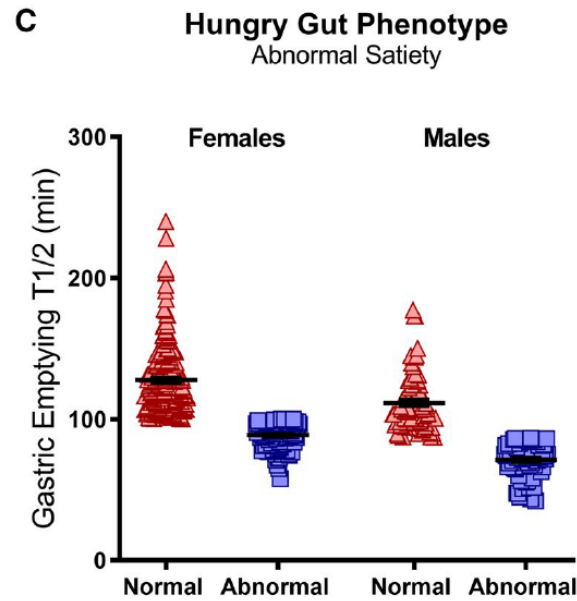 C
Hungry Gut Phenotype
Abnormal Satiety
Females
Males
Gastric Emptying T1/2 (min)
300
200
100
0
Normal Abnormal Normal Abnormal